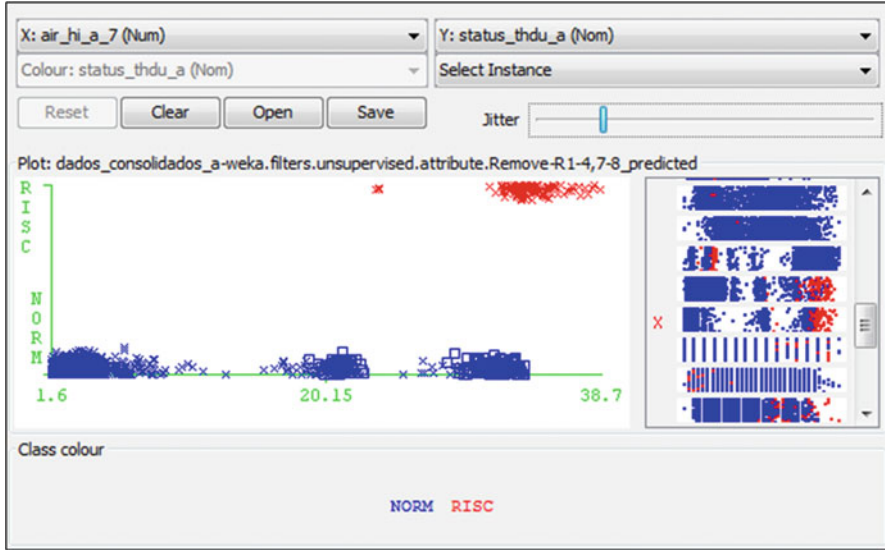 X: air_hi_a_7 (Num)
Y: status_thdu_a (Nom)
Colour: status_thdu_a (Nom)
Select Instance
Reset
Clear
Open
Save
Jitter
Plot: dados_consolidados_a-weka.filters.unsupervised.attribute.Remove-R1-4,7-8_predicted
RISC
NORM
1.6
20.15
38.7
X
Class colour
NORM RISC